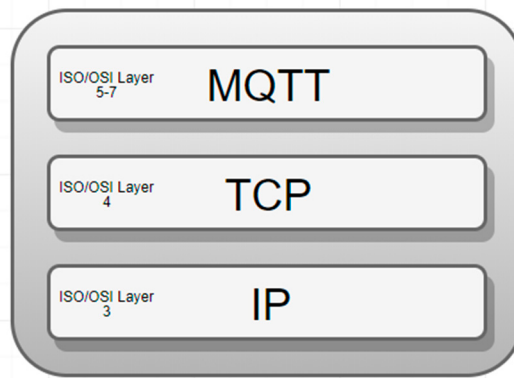 ISO/OSI Layer
5-7
MQTT
ISO/OSI Layer
4
TCP
ISO/OSI Layer
3
IP